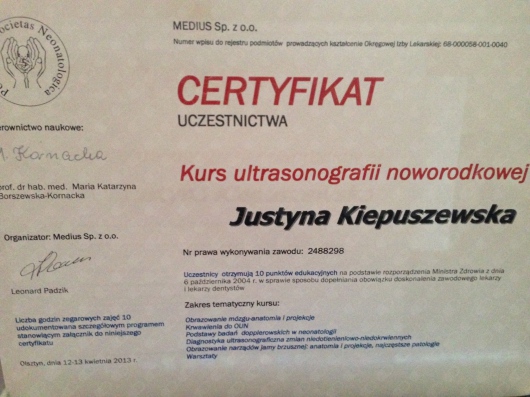 Societas Neonatologica
MEDIUS Sp. z o.o.
Numer wpisu do rejestru podmiotów prowadzących kształcenie Okręgowej Izby Lekarskiej: 68-000058-001-0040
CERTYFIKAT
UCZESTNICTWA
erownictwo naukowe:
M. Kornacka
prof. dr hab. med. Maria Katarzyna
Borszewska-Kornacka
Kurs ultrasonografii noworodkowej
Justyna Kiepuszewska
Organizator: Medius Sp. z o.o.
Leonard Padzik
Nr prawa wykonywania zawodu: 2488298
Uczestnicy otrzymują 10 punktów edukacyjnych na podstawie rozporządzenia Ministra Zdrowia z dnia
6 października 2004 r. w sprawie sposobu dopełniania obowiązku doskonalenia zawodowego lekarzy
i lekarzy dentystów
Zakres tematyczny kursu:
Obrazowanie mózgu-anatomia i projekcje
Krwawienia do OUN
Podstawy badań dopplerowskich w neonatologii
Diagnostyka ultrasonograficzna zmian niedotlenieniowo-niedokrwiennych
Obrazowanie narządów jamy brzusznej: anatomia i projekcje, najczęstsze patologie
Warsztaty
Liczba godzin zegarowych zajęć 10
udokumentowana szczegółowym programem
stanowiącym załącznik do niniejszego
certyfikatu
Olsztyn, dnia 12-13 kwietnia 2013 r.